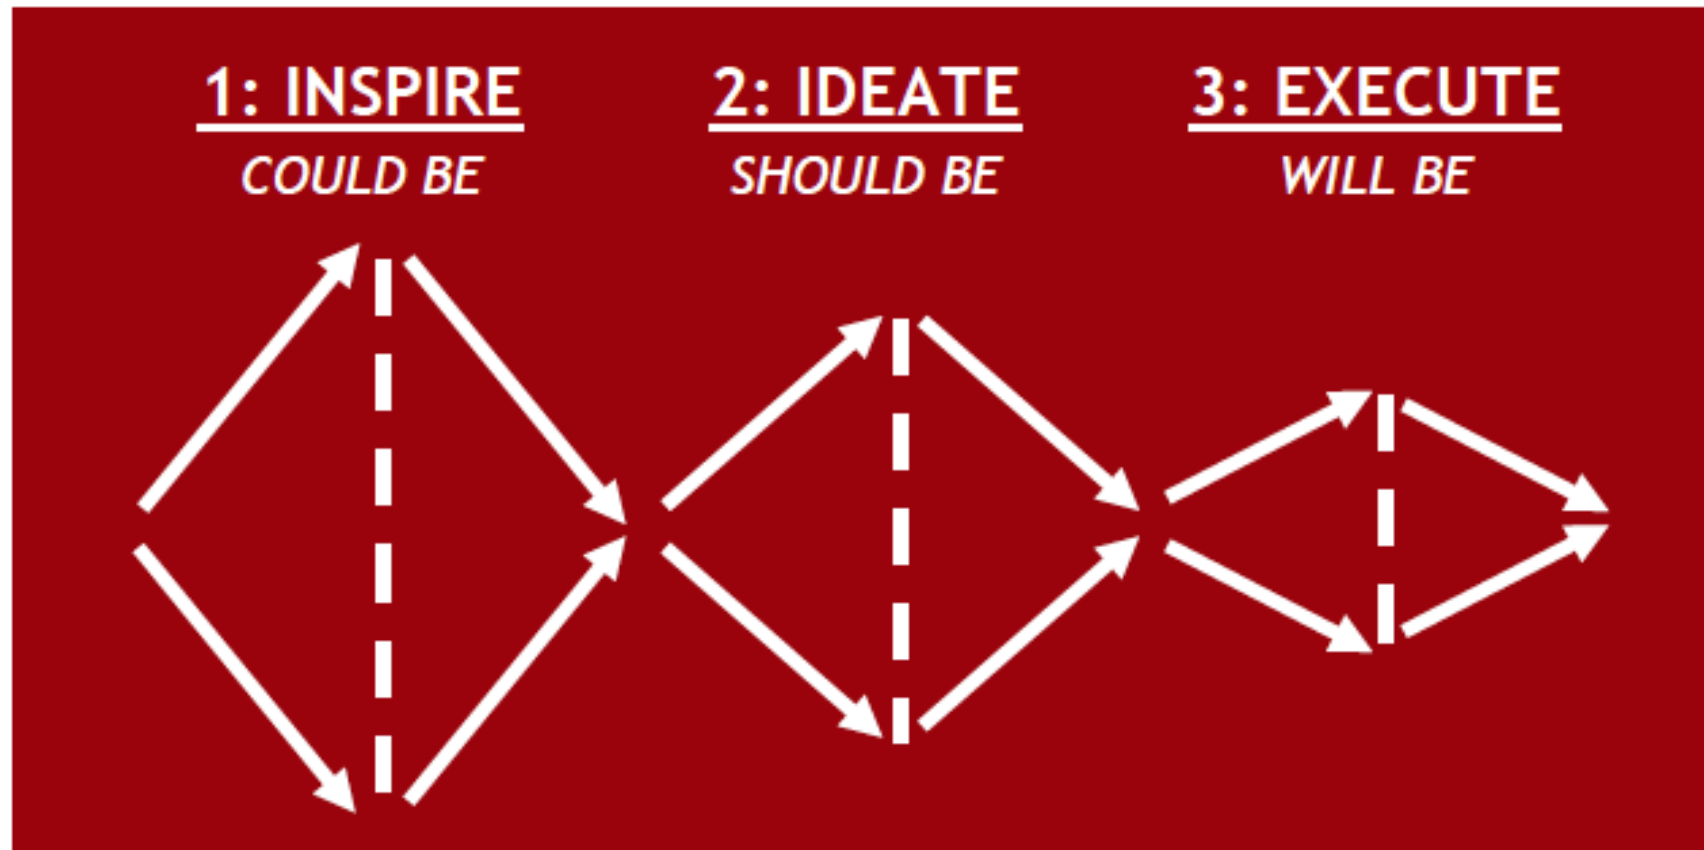 1: INSPIRE
COULD BE
2: IDEATE
SHOULD BE
3: EXECUTE
WILL BE